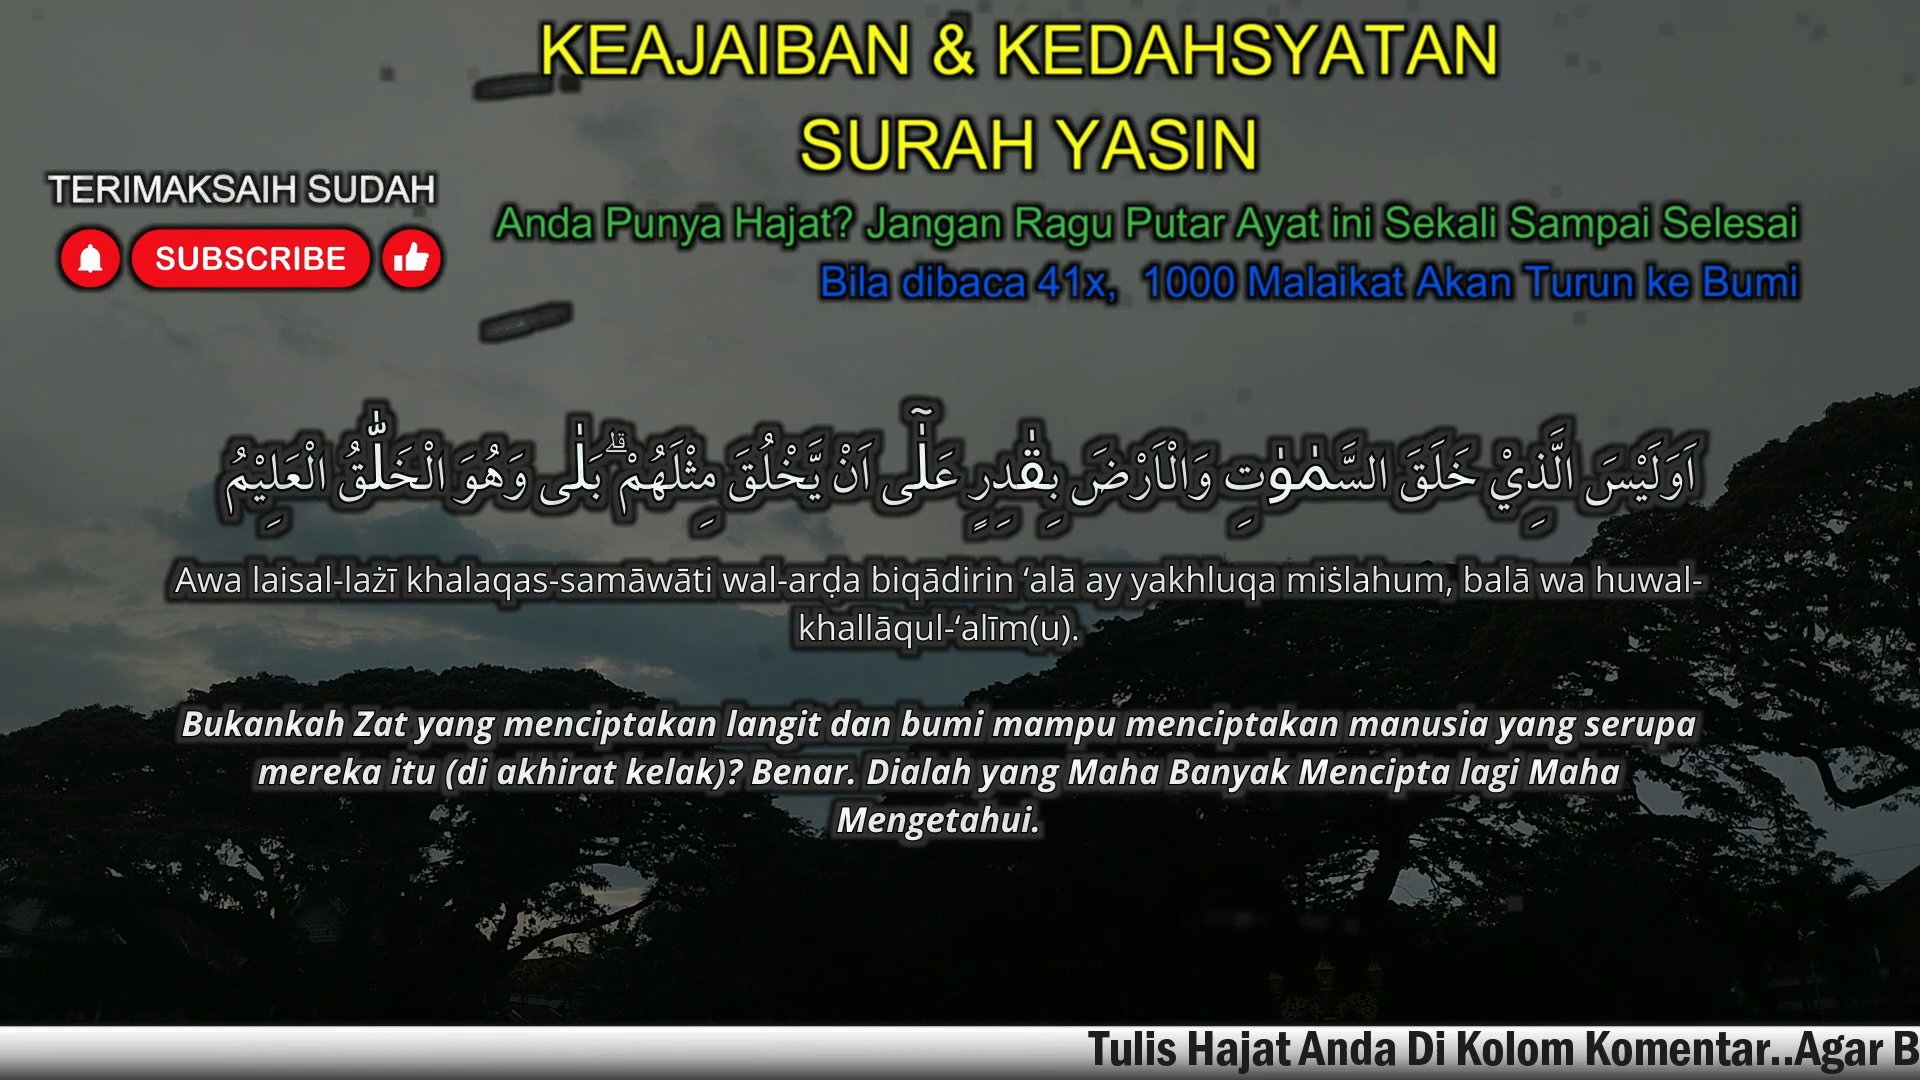 KEAJAIBAN & KEDAHSYATAN
SURAH YASIN
TERIMAKSAIH SUDAH
SUBSCRIBE
Anda Punya Hajat? Jangan Ragu Putar Ayat ini Sekali Sampai Selesai
Bila dibaca 41x, 1000 Malaikat Akan Turun ke Bumi
اَوَلَيْسَ الَّذِيْ خَلَقَ السَّمٰوٰتِ وَالْاَرْضَ بِقٰدِرٍ عَلٰٓى اَنْ يَّخْلُقَ مِثْلَهُمْ ۗبَلٰى وَهُوَ الْخَلّٰقُ الْعَلِيْمُ
Awa laisal-lażī khalaqas-samāwāti wal-arḍa biqādirin ‘alā ay yakhluqa miṡlahum, balā wa huwal-
khallāqul-‘alīm(u).
Bukankah Zat yang menciptakan langit dan bumi mampu menciptakan manusia yang serupa
mereka itu (di akhirat kelak)? Benar. Dialah yang Maha Banyak Mencipta lagi Maha
Mengetahui.
Tulis Hajat Anda Di Kolom Komentar..Agar B